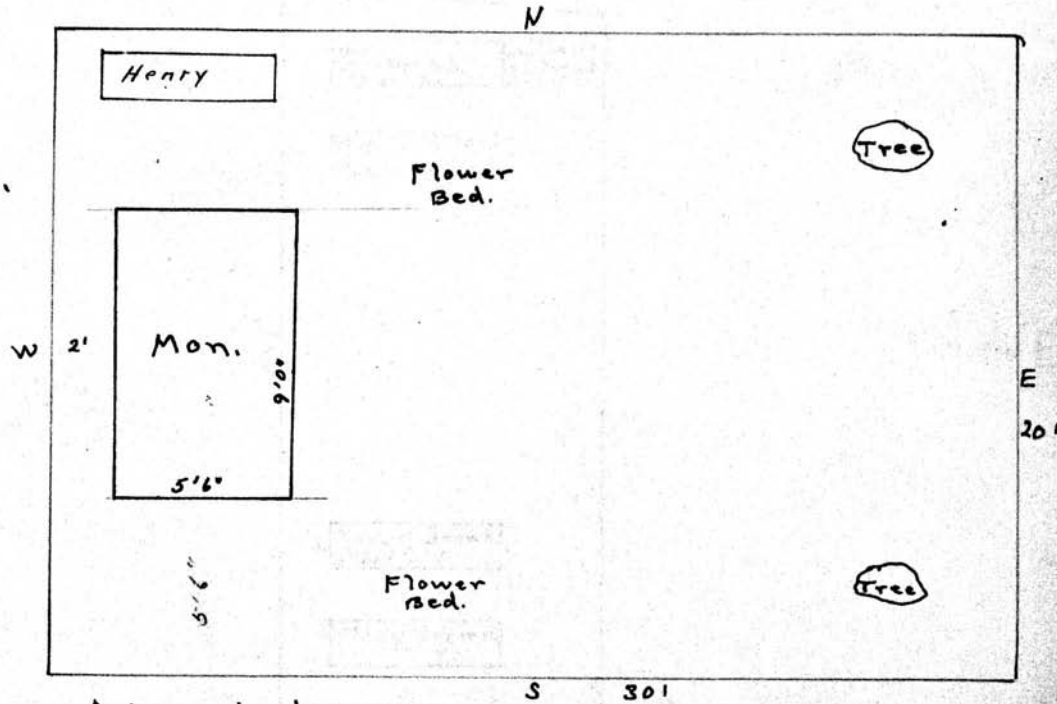 N
Henry
Tree
Flower
Bed.
W 2'
Mon.
9'0"
E
20'
5'6"
5'6"
Flower
Bed.
Tree
S 30'